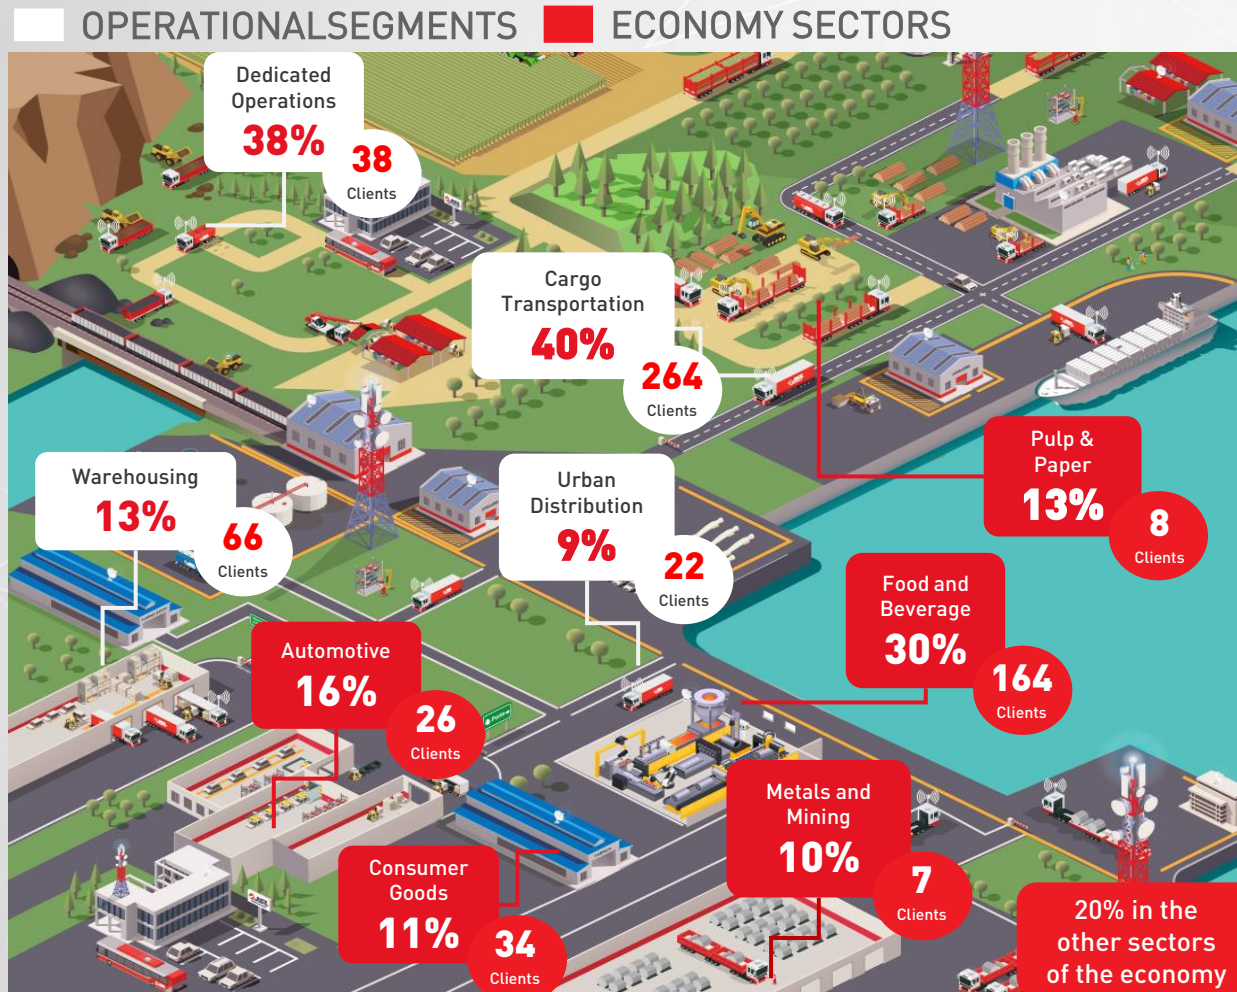 OPERATIONALSEGMENTS
ECONOMY SECTORS
Dedicated
Operations
38%
38
Clients
Cargo
Transportation
40%
264
Clients
Warehousing
13%
66
Clients
Urban
Distribution
9%
22
Clients
Pulp &
Paper
13%
8
Clients
Food and
Beverage
30%
164
Clients
Automotive
16%
26
Clients
Metals and
Mining
10%
7
Clients
Consumer
Goods
11%
34
Clients
20% in the
other sectors
of the economy